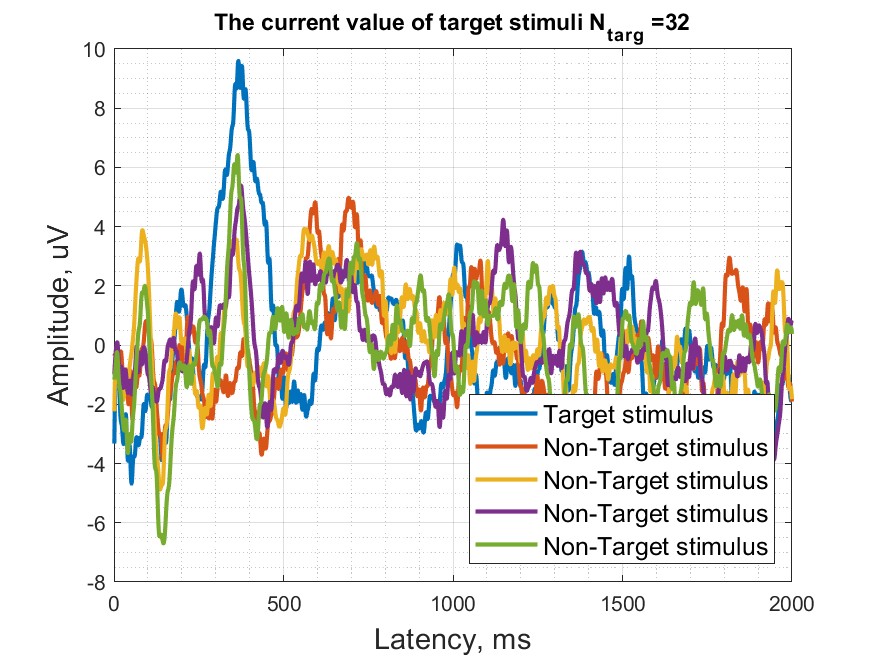 The current value of target stimuli N_targ =32
10
8
6
4
2
0
-2
-4
-6
-8
Amplitude, uV
Target stimulus
Non-Target stimulus
Non-Target stimulus
Non-Target stimulus
Non-Target stimulus
0 500 1000 1500 2000
Latency, ms